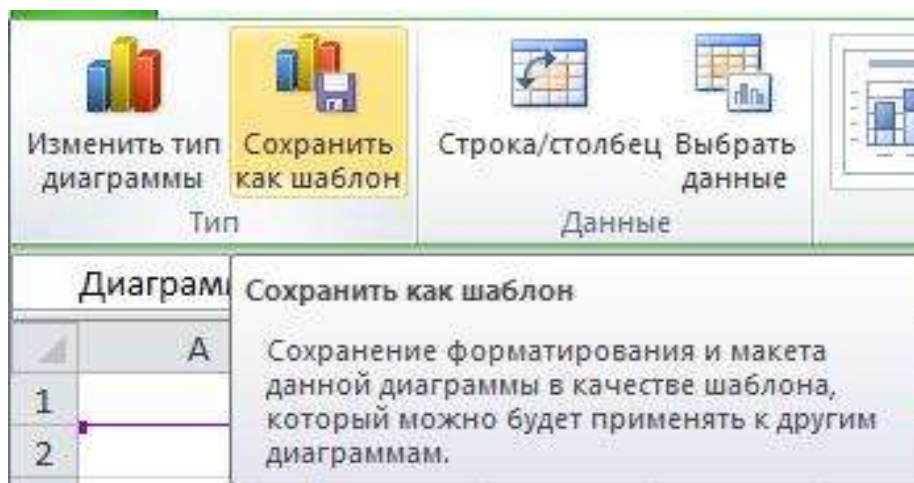 Изменить тип
диаграммы
Сохранить
как шаблон
Строка/столбец
Выбрать
данные
Тип
Данные
Сохранить как шаблон
A
Сохранение форматирования и макета
1
данной диаграммы в качестве шаблона,
который можно будет применять к другим
2
диаграммам.